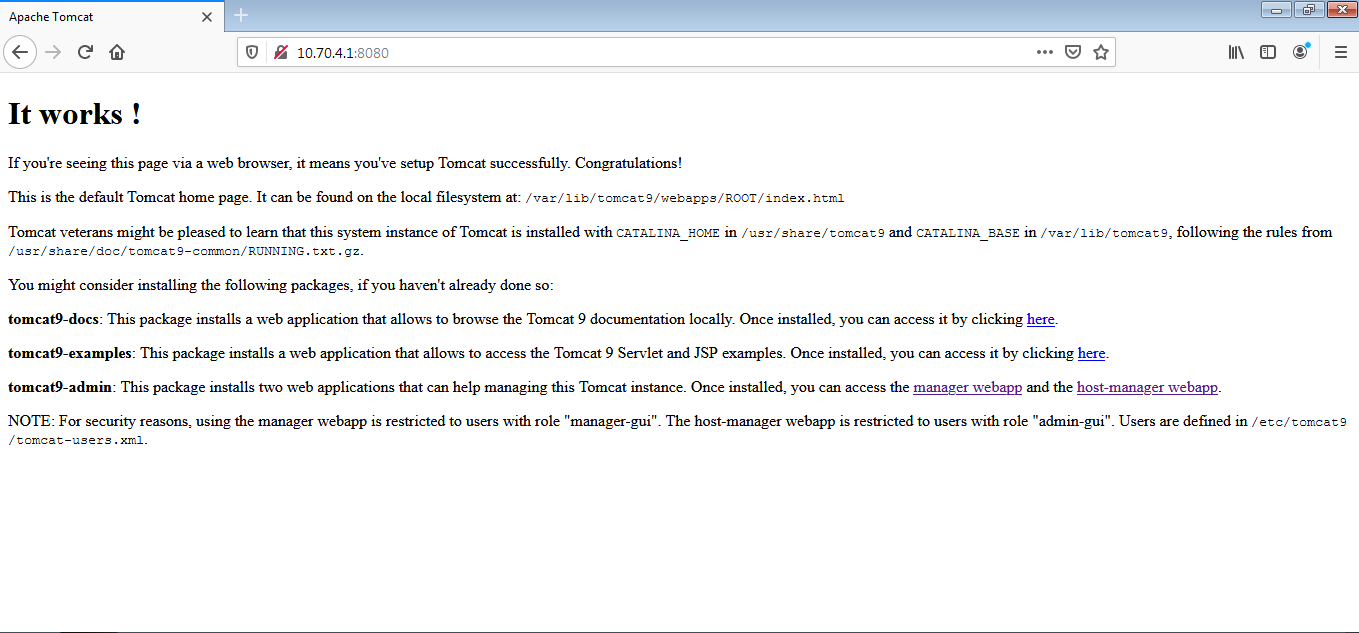 Apache Tomcat
10.70.4.1:8080
It works !
If you're seeing this page via a web browser, it means you've setup Tomcat successfully. Congratulations!
This is the default Tomcat home page. It can be found on the local filesystem at: /var/lib/tomcat9/webapps/ROOT/index.html
Tomcat veterans might be pleased to learn that this system instance of Tomcat is installed with CATALINA_HOME in /usr/share/tomcat9 and CATALINA_BASE in /var/lib/tomcat9, following the rules from
/usr/share/doc/tomcat9-common/RUNNING.txt.gz.
You might consider installing the following packages, if you haven't already done so:
tomcat9-docs: This package installs a web application that allows to browse the Tomcat 9 documentation locally. Once installed, you can access it by clicking here.
tomcat9-examples: This package installs a web application that allows to access the Tomcat 9 Servlet and JSP examples. Once installed, you can access it by clicking here.
tomcat9-admin: This package installs two web applications that can help managing this Tomcat instance. Once installed, you can access the manager webapp and the host-manager webapp.
NOTE: For security reasons, using the manager webapp is restricted to users with role "manager-gui". The host-manager webapp is restricted to users with role "admin-gui". Users are defined in /etc/tomcat9
/tomcat-users.xml.